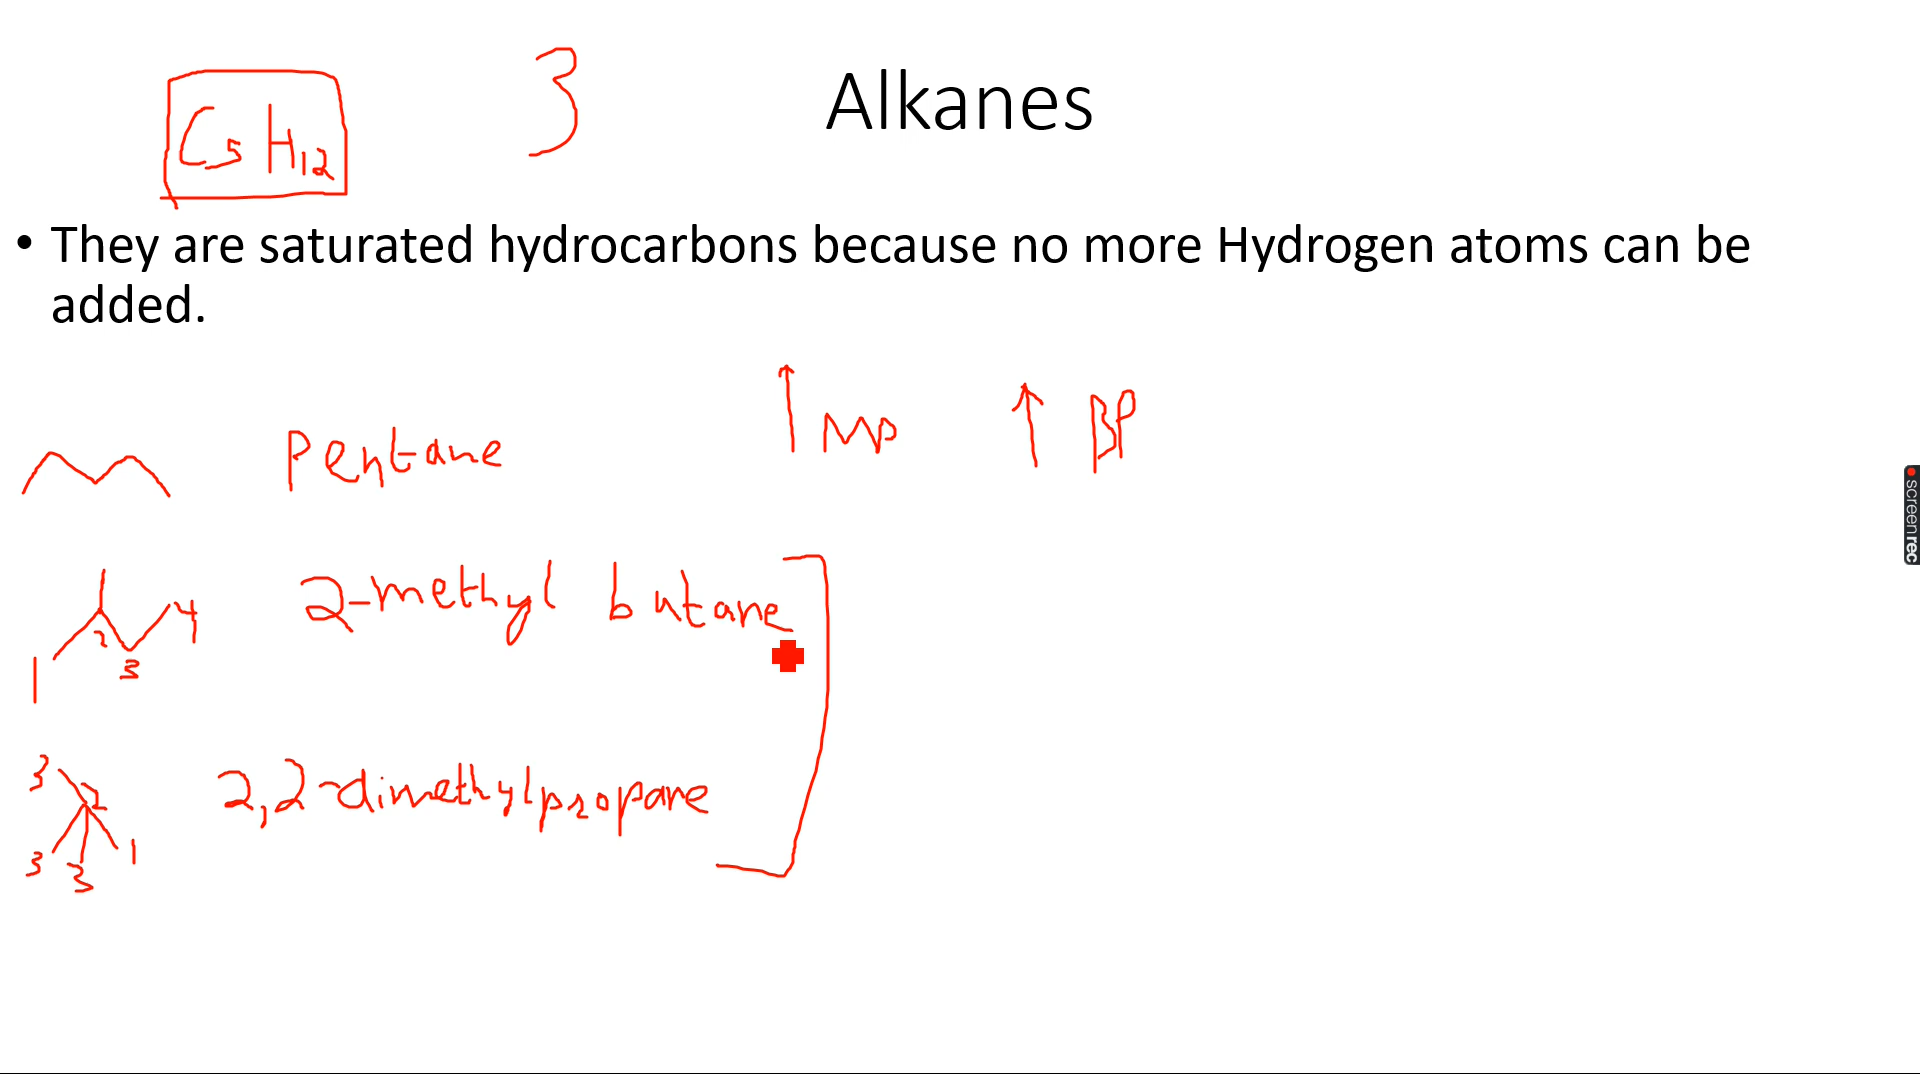 C5H12 3 Alkanes
• They are saturated hydrocarbons because no more Hydrogen atoms can be
added.
Pentane ↑ MP ↑ BP
2-methyl butane
1 2 3 4
2,2-dimethylpropane
3 2 3 3 1
screenrec